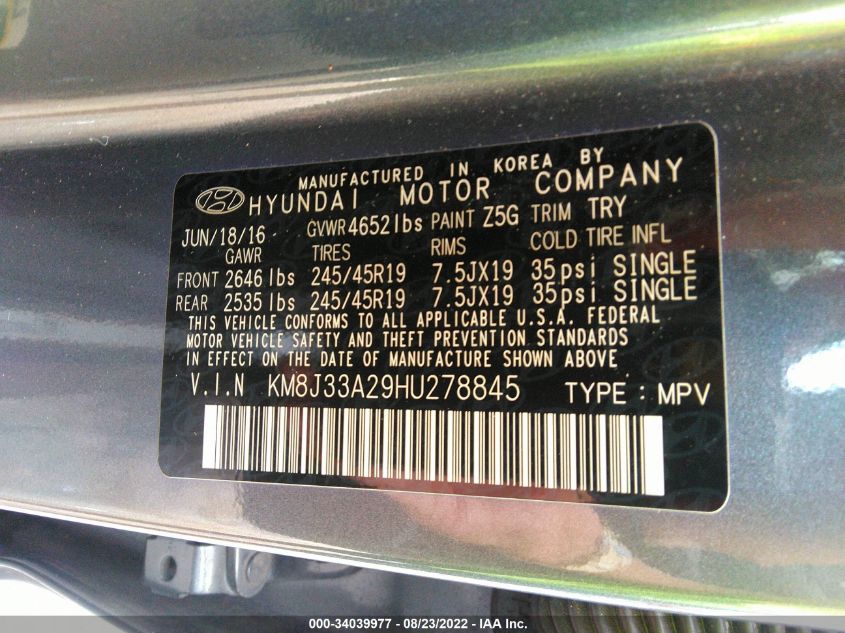 MANUFACTURED IN KOREA BY
HYUNDAI MOTOR COMPANY
JUN/18/16 GVWR 4652 lbs PAINT Z5G TRIM TRY
GAWR TIRES RIMS COLD TIRE INFL
FRONT 2646 lbs 245/45R19 7.5JX19 35psi SINGLE
REAR 2535 lbs 245/45R19 7.5JX19 35psi SINGLE
THIS VEHICLE CONFORMS TO ALL APPLICABLE U.S.A. FEDERAL
MOTOR VEHICLE SAFETY AND THEFT PREVENTION STANDARDS
IN EFFECT ON THE DATE OF MANUFACTURE SHOWN ABOVE
V.I.N KM8J33A29HU278845 TYPE : MPV
000-34039977 - 08/23/2022 - IAA Inc.